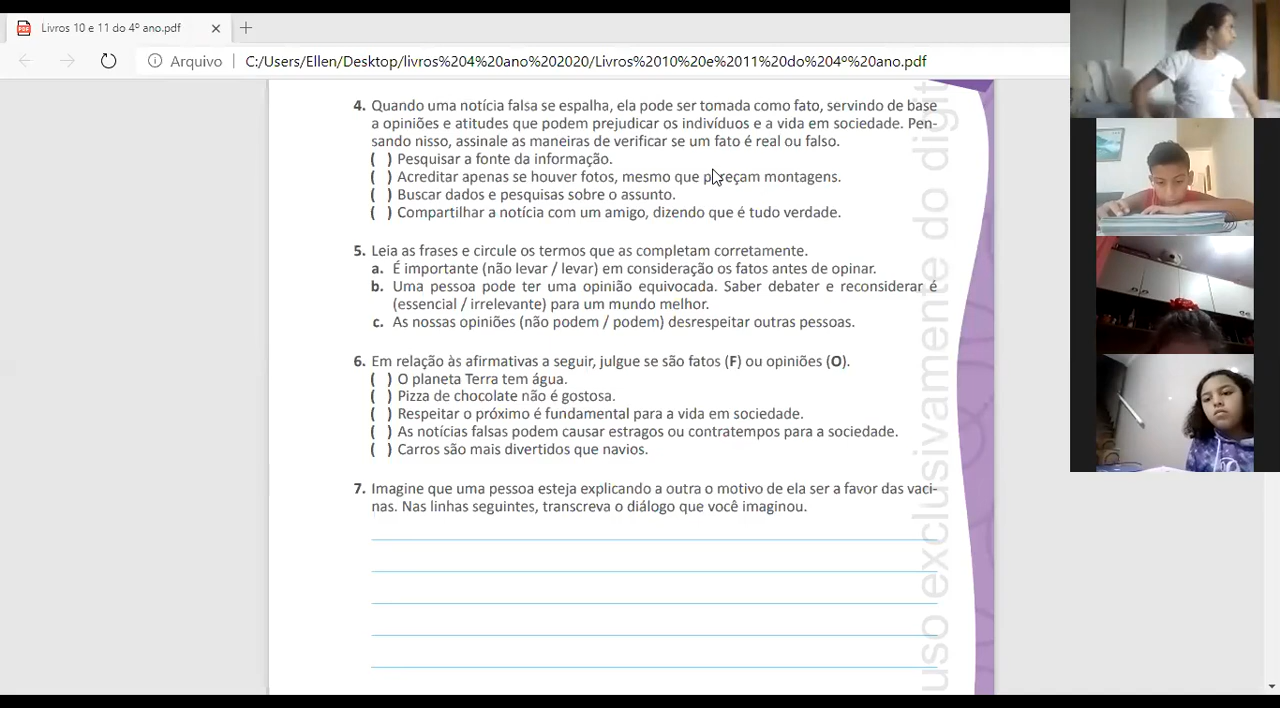 Livros 10 e 11 do 4º ano.pdf
Arquivo
C:/Users/Ellen/Desktop/livros%204%20ano%202020/Livros%2010%20e%2011%20do%204º%20ano.pdf
4. Quando uma notícia falsa se espalha, ela pode ser tomada como fato, servindo de base
a opiniões e atitudes que podem prejudicar os indivíduos e a vida em sociedade. Pen-
sando nisso, assinale as maneiras de verificar se um fato é real ou falso.
( ) Pesquisar a fonte da informação.
( ) Acreditar apenas se houver fotos, mesmo que pareçam montagens.
( ) Buscar dados e pesquisas sobre o assunto.
( ) Compartilhar a notícia com um amigo, dizendo que é tudo verdade.
5. Leia as frases e circule os termos que as completam corretamente.
a. É importante (não levar / levar) em consideração os fatos antes de opinar.
b. Uma pessoa pode ter uma opinião equivocada. Saber debater e reconsiderar é
(essencial / irrelevante) para um mundo melhor.
c. As nossas opiniões (não podem / podem) desrespeitar outras pessoas.
6. Em relação às afirmativas a seguir, julgue se são fatos (F) ou opiniões (O).
( ) O planeta Terra tem água.
( ) Pizza de chocolate não é gostosa.
( ) Respeitar o próximo é fundamental para a vida em sociedade.
( ) As notícias falsas podem causar estragos ou contratempos para a sociedade.
( ) Carros são mais divertidos que navios.
7. Imagine que uma pessoa esteja explicando a outra o motivo de ela ser a favor das vaci-
nas. Nas linhas seguintes, transcreva o diálogo que você imaginou.
uso exclusivamente do digit